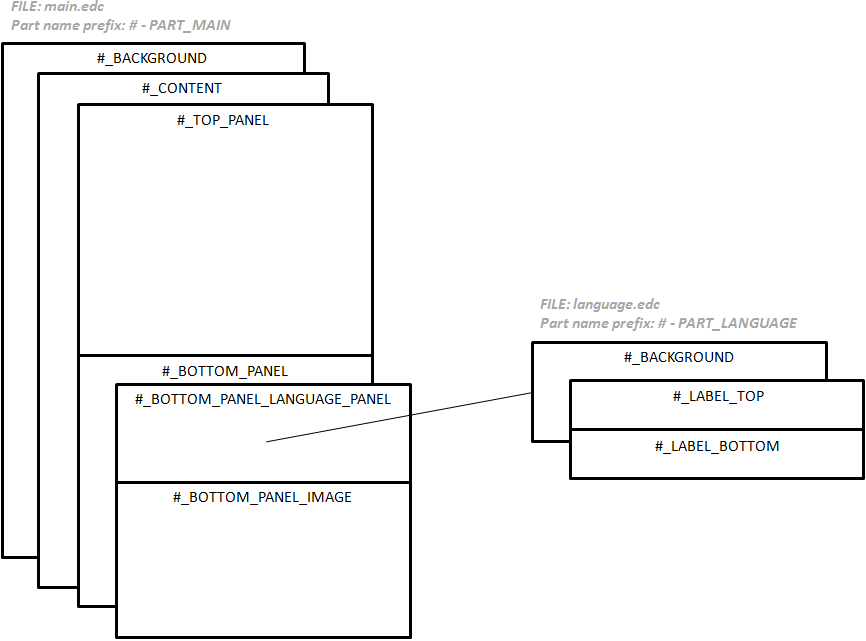 FILE: main.edc
Part name prefix: # - PART_MAIN
#_BACKGROUND
#_CONTENT
#_TOP_PANEL
#_BOTTOM_PANEL
#_BOTTOM_PANEL_LANGUAGE_PANEL
#_BOTTOM_PANEL_IMAGE
FILE: language.edc
Part name prefix: # - PART_LANGUAGE
#_BACKGROUND
#_LABEL_TOP
#_LABEL_BOTTOM